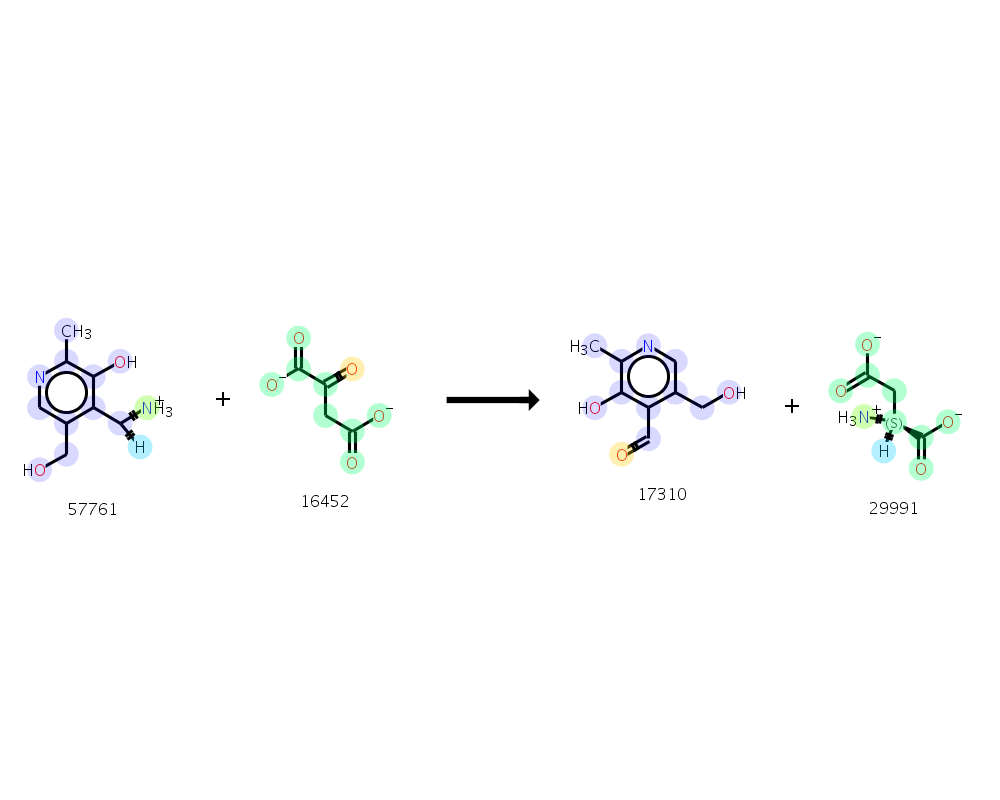 CH3
N OH
NH3+
H
HO
57761
+
O
O−
O
O−
O
16452
H3C N
HO OH
O
17310
+
O−
O
H3N+ (S) O−
H
O
29991